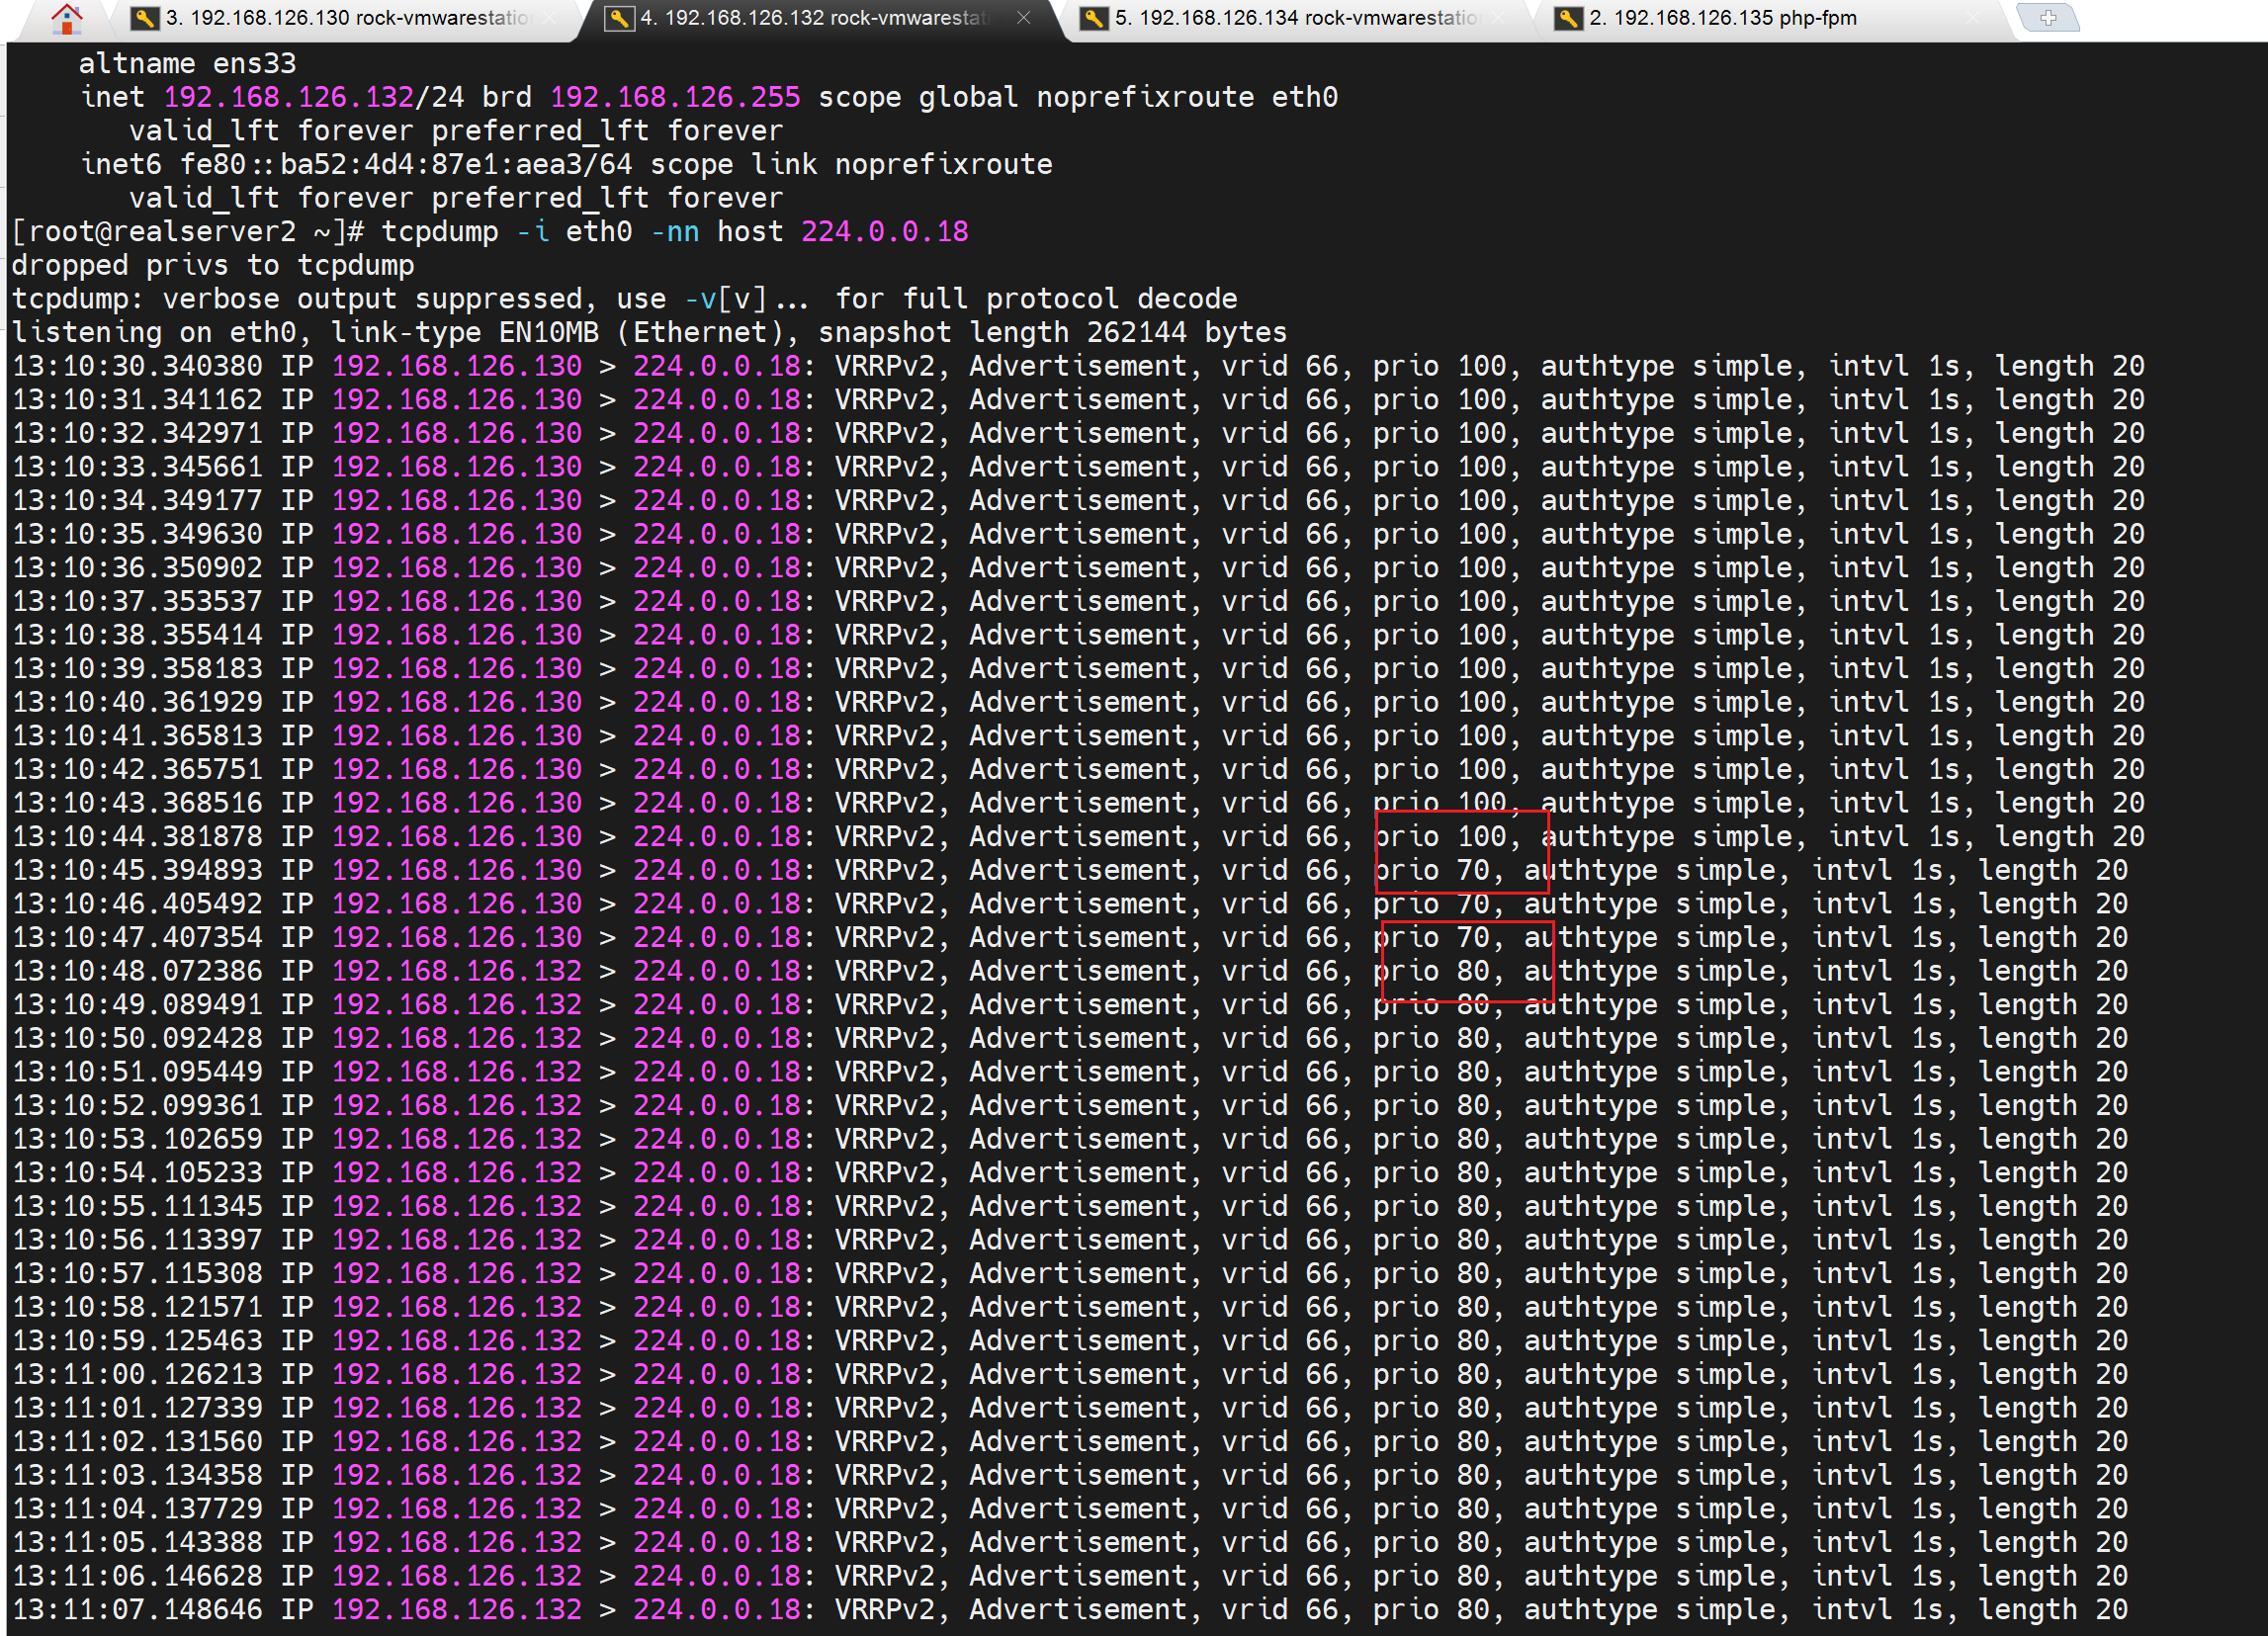 3. 192.168.126.130 rock-vmwarestation
4. 192.168.126.132 rock-vmwarestati
5. 192.168.126.134 rock-vmwarestation
2. 192.168.126.135 php-fpm
altname ens33
inet 192.168.126.132/24 brd 192.168.126.255 scope global noprefixroute eth0
valid_lft forever preferred_lft forever
inet6 fe80::ba52:4d4:87e1:aea3/64 scope link noprefixroute
valid_lft forever preferred_lft forever
[root@realserver2 ~]# tcpdump -i eth0 -nn host 224.0.0.18
dropped privs to tcpdump
tcpdump: verbose output suppressed, use -v[v]... for full protocol decode
listening on eth0, link-type EN10MB (Ethernet), snapshot length 262144 bytes
13:10:30.340380 IP 192.168.126.130 > 224.0.0.18: VRRPv2, Advertisement, vrid 66, prio 100, authtype simple, intvl 1s, length 20
13:10:31.341162 IP 192.168.126.130 > 224.0.0.18: VRRPv2, Advertisement, vrid 66, prio 100, authtype simple, intvl 1s, length 20
13:10:32.342971 IP 192.168.126.130 > 224.0.0.18: VRRPv2, Advertisement, vrid 66, prio 100, authtype simple, intvl 1s, length 20
13:10:33.345661 IP 192.168.126.130 > 224.0.0.18: VRRPv2, Advertisement, vrid 66, prio 100, authtype simple, intvl 1s, length 20
13:10:34.349177 IP 192.168.126.130 > 224.0.0.18: VRRPv2, Advertisement, vrid 66, prio 100, authtype simple, intvl 1s, length 20
13:10:35.349630 IP 192.168.126.130 > 224.0.0.18: VRRPv2, Advertisement, vrid 66, prio 100, authtype simple, intvl 1s, length 20
13:10:36.350902 IP 192.168.126.130 > 224.0.0.18: VRRPv2, Advertisement, vrid 66, prio 100, authtype simple, intvl 1s, length 20
13:10:37.353537 IP 192.168.126.130 > 224.0.0.18: VRRPv2, Advertisement, vrid 66, prio 100, authtype simple, intvl 1s, length 20
13:10:38.355414 IP 192.168.126.130 > 224.0.0.18: VRRPv2, Advertisement, vrid 66, prio 100, authtype simple, intvl 1s, length 20
13:10:39.358183 IP 192.168.126.130 > 224.0.0.18: VRRPv2, Advertisement, vrid 66, prio 100, authtype simple, intvl 1s, length 20
13:10:40.361929 IP 192.168.126.130 > 224.0.0.18: VRRPv2, Advertisement, vrid 66, prio 100, authtype simple, intvl 1s, length 20
13:10:41.365813 IP 192.168.126.130 > 224.0.0.18: VRRPv2, Advertisement, vrid 66, prio 100, authtype simple, intvl 1s, length 20
13:10:42.365751 IP 192.168.126.130 > 224.0.0.18: VRRPv2, Advertisement, vrid 66, prio 100, authtype simple, intvl 1s, length 20
13:10:43.368516 IP 192.168.126.130 > 224.0.0.18: VRRPv2, Advertisement, vrid 66, prio 100, authtype simple, intvl 1s, length 20
13:10:44.381878 IP 192.168.126.130 > 224.0.0.18: VRRPv2, Advertisement, vrid 66, prio 100, authtype simple, intvl 1s, length 20
13:10:45.394893 IP 192.168.126.130 > 224.0.0.18: VRRPv2, Advertisement, vrid 66, prio 70, authtype simple, intvl 1s, length 20
13:10:46.405492 IP 192.168.126.130 > 224.0.0.18: VRRPv2, Advertisement, vrid 66, prio 70, authtype simple, intvl 1s, length 20
13:10:47.407354 IP 192.168.126.130 > 224.0.0.18: VRRPv2, Advertisement, vrid 66, prio 70, authtype simple, intvl 1s, length 20
13:10:48.072386 IP 192.168.126.132 > 224.0.0.18: VRRPv2, Advertisement, vrid 66, prio 80, authtype simple, intvl 1s, length 20
13:10:49.089491 IP 192.168.126.132 > 224.0.0.18: VRRPv2, Advertisement, vrid 66, prio 80, authtype simple, intvl 1s, length 20
13:10:50.092428 IP 192.168.126.132 > 224.0.0.18: VRRPv2, Advertisement, vrid 66, prio 80, authtype simple, intvl 1s, length 20
13:10:51.095449 IP 192.168.126.132 > 224.0.0.18: VRRPv2, Advertisement, vrid 66, prio 80, authtype simple, intvl 1s, length 20
13:10:52.099361 IP 192.168.126.132 > 224.0.0.18: VRRPv2, Advertisement, vrid 66, prio 80, authtype simple, intvl 1s, length 20
13:10:53.102659 IP 192.168.126.132 > 224.0.0.18: VRRPv2, Advertisement, vrid 66, prio 80, authtype simple, intvl 1s, length 20
13:10:54.105233 IP 192.168.126.132 > 224.0.0.18: VRRPv2, Advertisement, vrid 66, prio 80, authtype simple, intvl 1s, length 20
13:10:55.111345 IP 192.168.126.132 > 224.0.0.18: VRRPv2, Advertisement, vrid 66, prio 80, authtype simple, intvl 1s, length 20
13:10:56.113397 IP 192.168.126.132 > 224.0.0.18: VRRPv2, Advertisement, vrid 66, prio 80, authtype simple, intvl 1s, length 20
13:10:57.115308 IP 192.168.126.132 > 224.0.0.18: VRRPv2, Advertisement, vrid 66, prio 80, authtype simple, intvl 1s, length 20
13:10:58.121571 IP 192.168.126.132 > 224.0.0.18: VRRPv2, Advertisement, vrid 66, prio 80, authtype simple, intvl 1s, length 20
13:10:59.125463 IP 192.168.126.132 > 224.0.0.18: VRRPv2, Advertisement, vrid 66, prio 80, authtype simple, intvl 1s, length 20
13:11:00.126213 IP 192.168.126.132 > 224.0.0.18: VRRPv2, Advertisement, vrid 66, prio 80, authtype simple, intvl 1s, length 20
13:11:01.127339 IP 192.168.126.132 > 224.0.0.18: VRRPv2, Advertisement, vrid 66, prio 80, authtype simple, intvl 1s, length 20
13:11:02.131560 IP 192.168.126.132 > 224.0.0.18: VRRPv2, Advertisement, vrid 66, prio 80, authtype simple, intvl 1s, length 20
13:11:03.134358 IP 192.168.126.132 > 224.0.0.18: VRRPv2, Advertisement, vrid 66, prio 80, authtype simple, intvl 1s, length 20
13:11:04.137729 IP 192.168.126.132 > 224.0.0.18: VRRPv2, Advertisement, vrid 66, prio 80, authtype simple, intvl 1s, length 20
13:11:05.143388 IP 192.168.126.132 > 224.0.0.18: VRRPv2, Advertisement, vrid 66, prio 80, authtype simple, intvl 1s, length 20
13:11:06.146628 IP 192.168.126.132 > 224.0.0.18: VRRPv2, Advertisement, vrid 66, prio 80, authtype simple, intvl 1s, length 20
13:11:07.148646 IP 192.168.126.132 > 224.0.0.18: VRRPv2, Advertisement, vrid 66, prio 80, authtype simple, intvl 1s, length 20